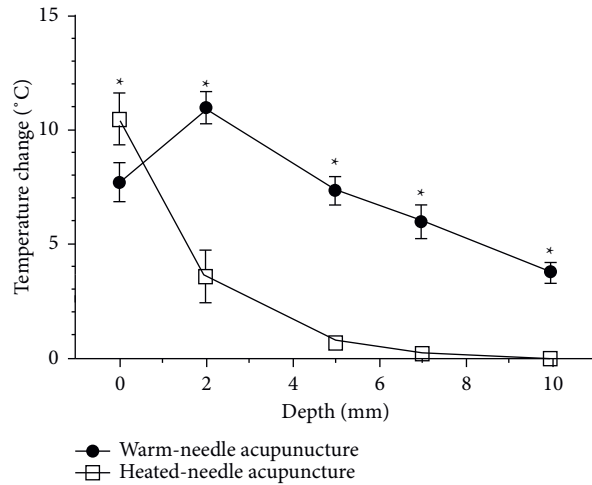 15
10
5
0
Temperature change (°C)
* * * * *
0 2 4 6 8 10
Depth (mm)
Warm-needle acupunucture
Heated-needle acupuncture